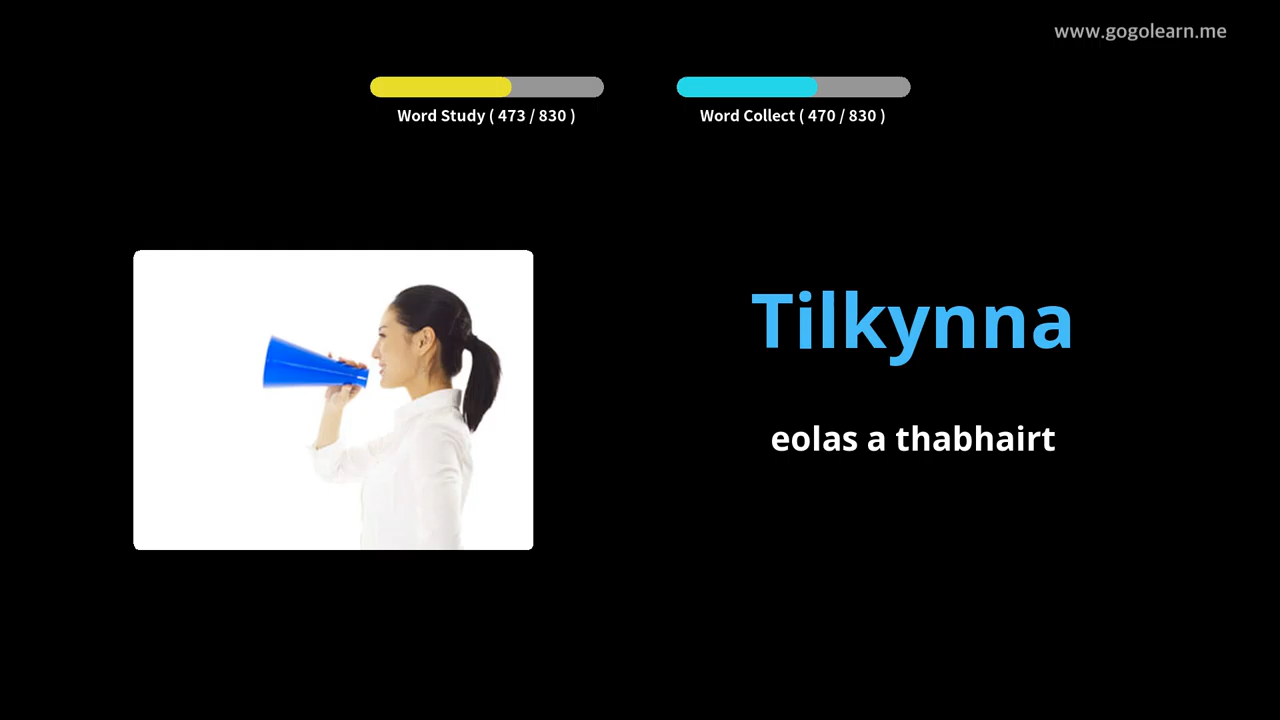 www.gogolearn.me
Word Study ( 473 / 830 )
Word Collect ( 470 / 830 )
Tilkynna
eolas a thabhairt